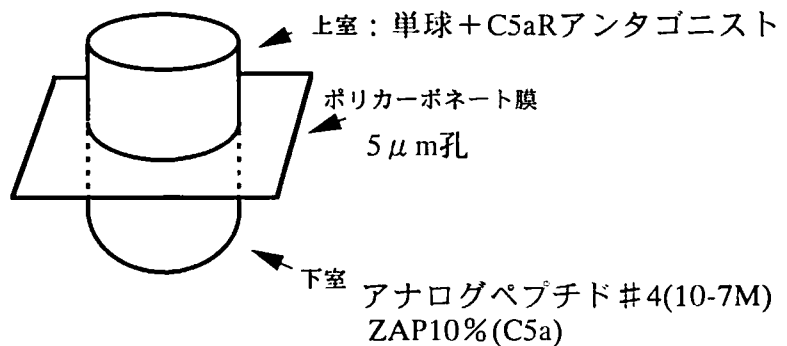 上室：単球＋C5aRアンタゴニスト
ポリカーボネート膜
5μm孔
下室
アナログペプチド＃4(10-7M)
ZAP10％(C5a)